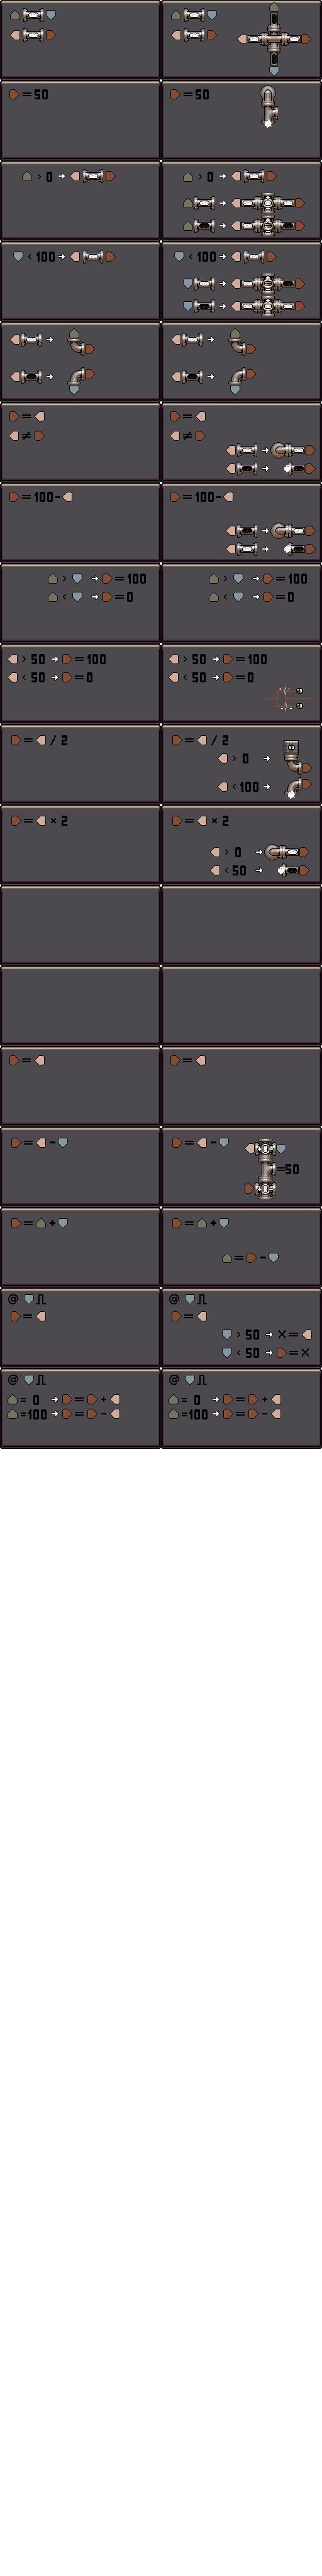 = 50
= 50
> 0 →
> 0 →
→
→
< 100 →
< 100 →
→
→
→
→
→
→
=
≠
=
≠
→
→
= 100 -
= 100 -
→
→
> → = 100
< → = 0
> → = 100
< → = 0
> 50 → = 100
< 50 → = 0
> 50 → = 100
< 50 → = 0
= / 2
= / 2
> 0 →
< 100 →
= × 2
= × 2
> 0 →
< 50 →
=
=
= -
= -
=50
= +
= +
= -
@
=
@
=
> 50 → X =
< 50 → = X
@
= 0 → = +
=100 → = -
@
= 0 → = +
=100 → = -